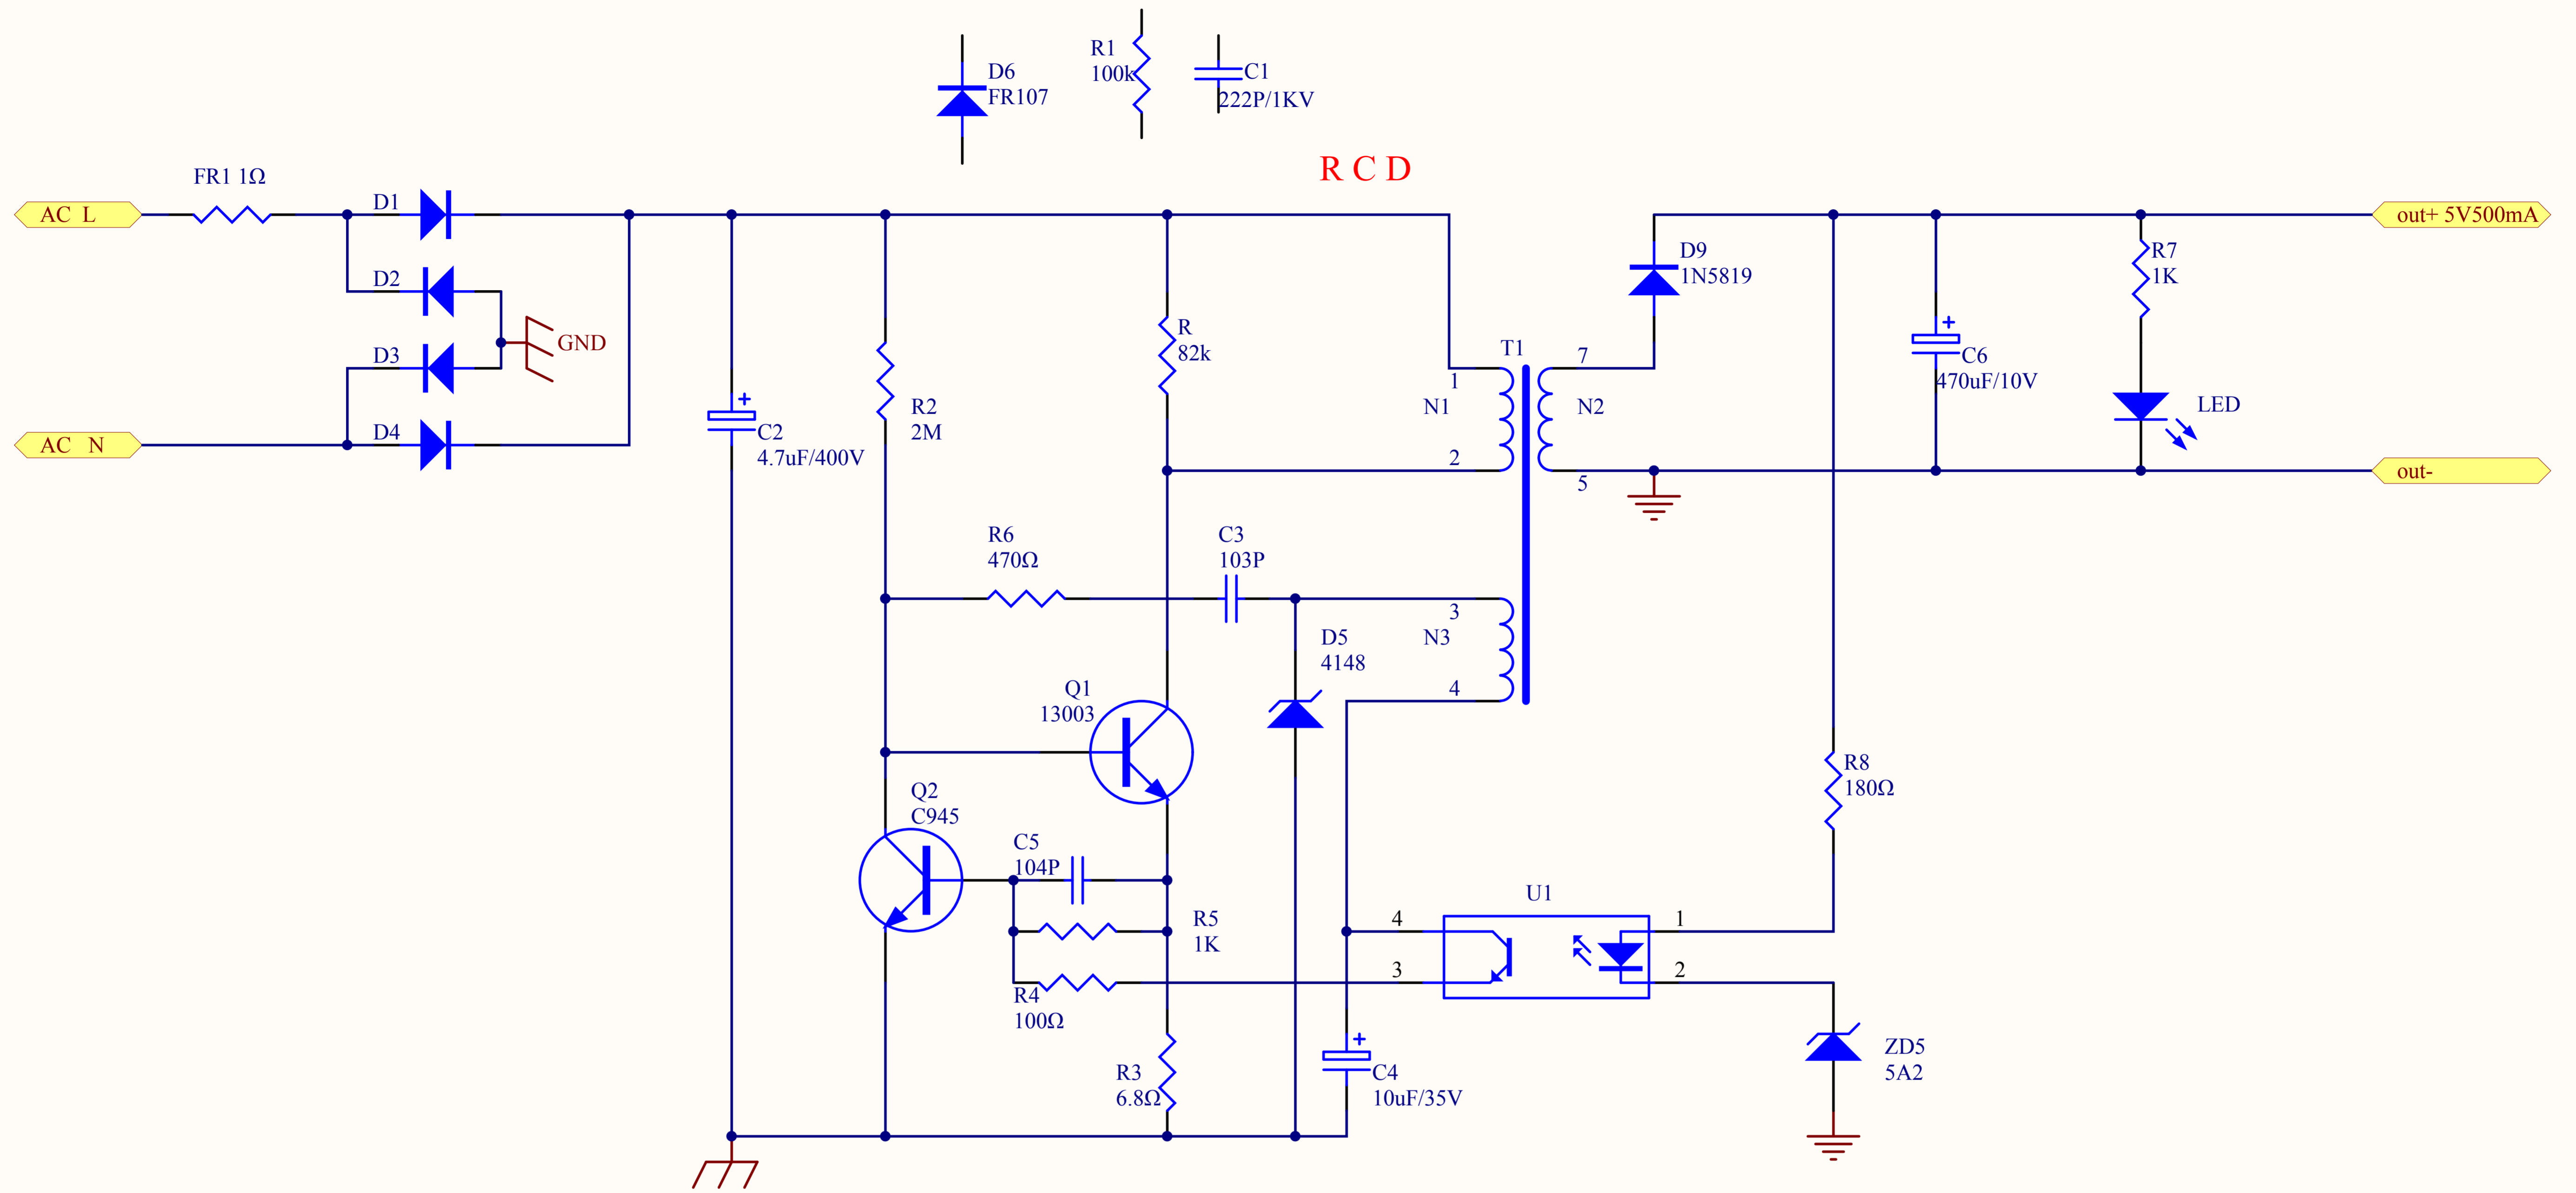 D6
FR107
R1
100k
C1
222P/1KV
R C D
FR1 1Ω
AC L
D1
D2
D3
D4
GND
AC N
C2
4.7uF/400V
R2
2M
R
82k
T1
1
N1
2
7
N2
5
D9
1N5819
out+ 5V500mA
R7
1K
C6
470uF/10V
LED
out-
R6
470Ω
C3
103P
3
N3
4
D5
4148
Q1
13003
Q2
C945
C5
104P
R5
1K
R4
100Ω
R3
6.8Ω
C4
10uF/35V
U1
4
3
1
2
R8
180Ω
ZD5
5A2